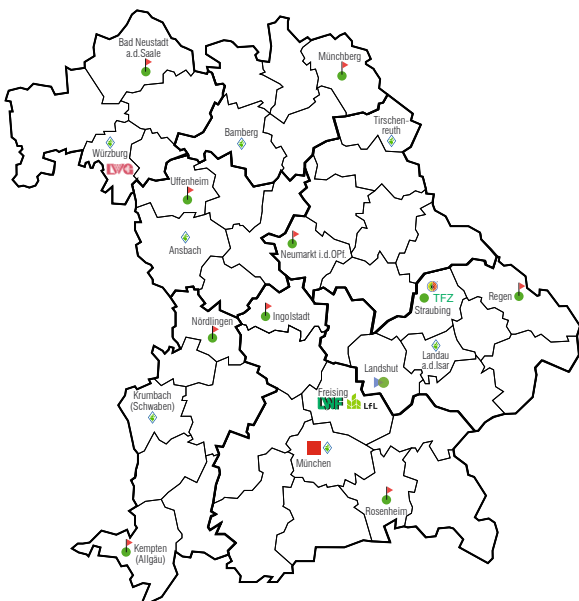 Bad Neustadt
a.d.Saale
Münchberg
Tirschen-
reuth
Bamberg
Würzburg
LWG
Uffenheim
Ansbach
Neumarkt i.d.OPf.
TFZ
Straubing
Regen
Ingolstadt
Nördlingen
Landau
a.d.Isar
Landshut
Freising
LWF
LfL
Krumbach
(Schwaben)
München
Rosenheim
Kempten
(Allgäu)